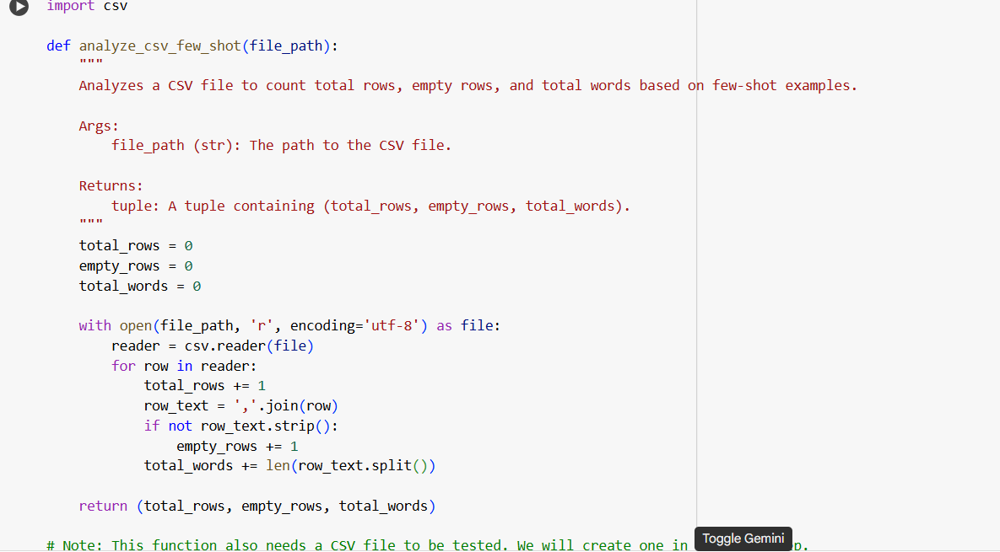 import csv
def analyze_csv_few_shot(file_path):
    """
    Analyzes a CSV file to count total rows, empty rows, and total words based on few-shot examples.
    Args:
        file_path (str): The path to the CSV file.
    Returns:
        tuple: A tuple containing (total_rows, empty_rows, total_words).
    """
    total_rows = 0
    empty_rows = 0
    total_words = 0
    with open(file_path, 'r', encoding='utf-8') as file:
        reader = csv.reader(file)
        for row in reader:
            total_rows += 1
            row_text = ','.join(row)
            if not row_text.strip():
                empty_rows += 1
            total_words += len(row_text.split())
    return (total_rows, empty_rows, total_words)
# Note: This function also needs a CSV file to be tested. We will create one in
Toggle Gemini